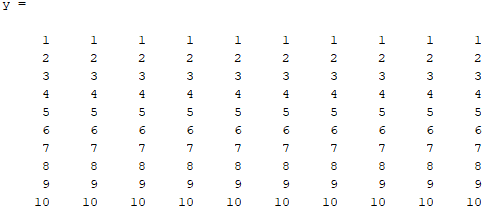 y =
1 1 1 1 1 1 1 1 1 1
2 2 2 2 2 2 2 2 2 2
3 3 3 3 3 3 3 3 3 3
4 4 4 4 4 4 4 4 4 4
5 5 5 5 5 5 5 5 5 5
6 6 6 6 6 6 6 6 6 6
7 7 7 7 7 7 7 7 7 7
8 8 8 8 8 8 8 8 8 8
9 9 9 9 9 9 9 9 9 9
10 10 10 10 10 10 10 10 10 10